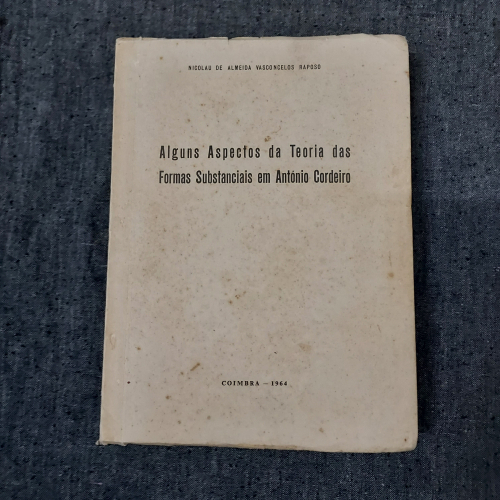 NICOLAU DE ALMEIDA VASCONCELOS RAPOSO
Alguns Aspectos da Teoria das
Formas Substanciais em António Cordeiro
COIMBRA — 1964